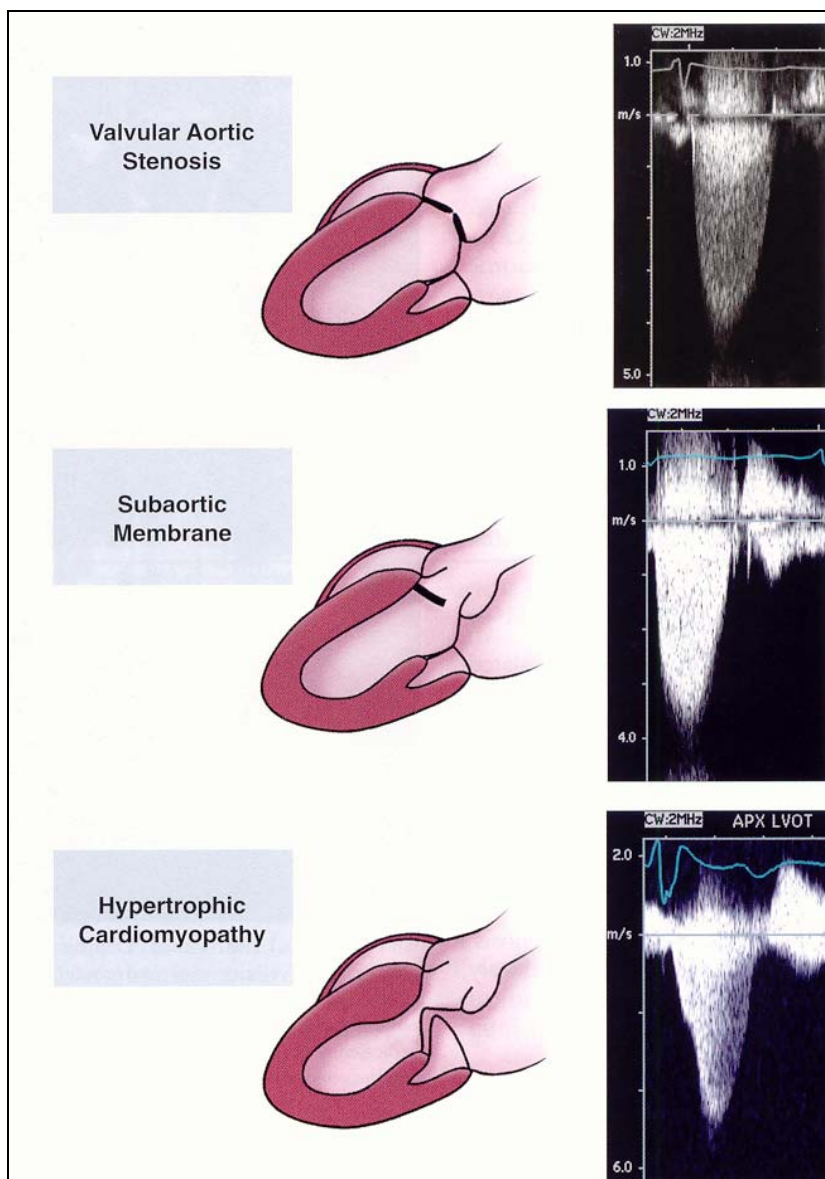 Valvular Aortic
Stenosis
CW:2MHz
1.0
m/s
5.0
Subaortic
Membrane
CW:2MHz
1.0
m/s
4.0
Hypertrophic
Cardiomyopathy
CW:2MHz APX LVOT
2.0
m/s
6.0